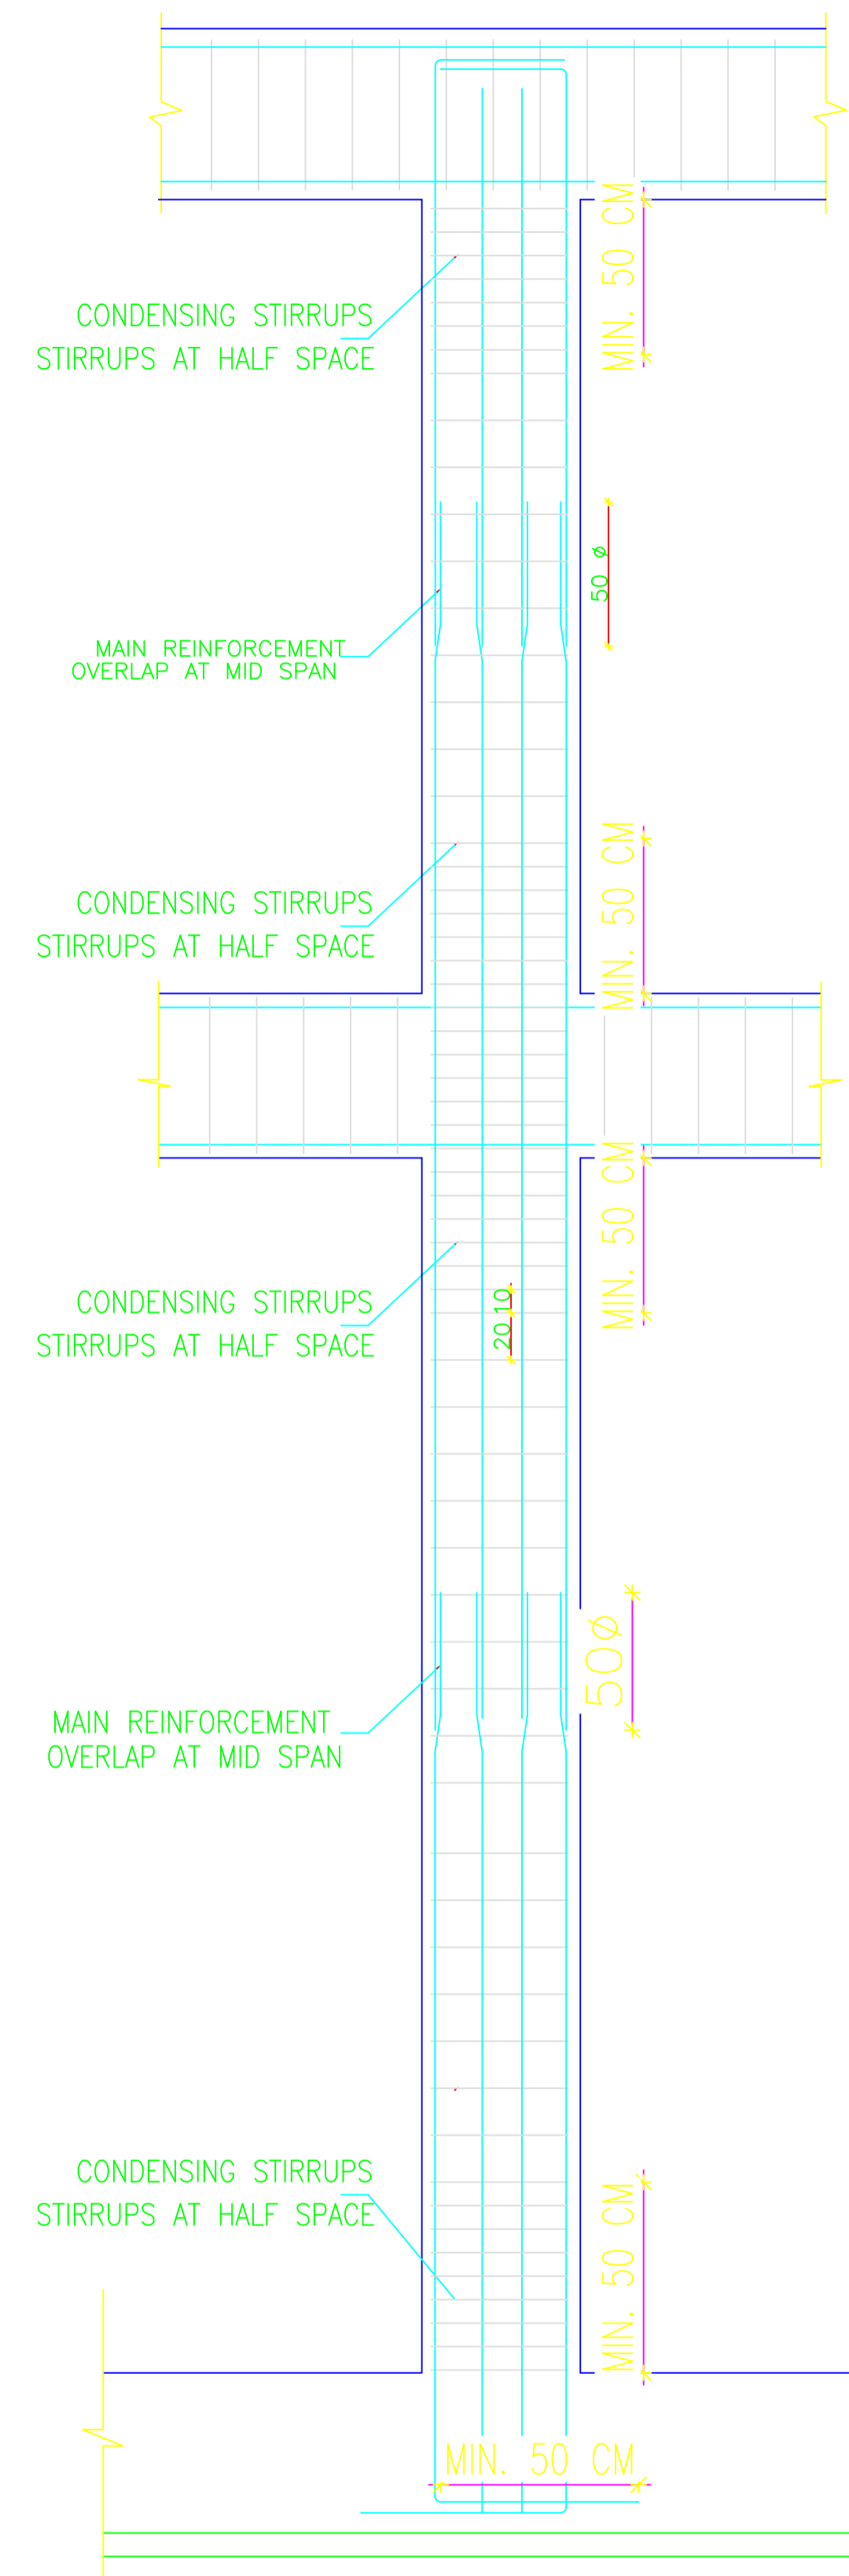 MIN. 50 CM
CONDENSING STIRRUPS
STIRRUPS AT HALF SPACE
50 ø
MAIN REINFORCEMENT
OVERLAP AT MID SPAN
MIN. 50 CM
CONDENSING STIRRUPS
STIRRUPS AT HALF SPACE
MIN. 50 CM
CONDENSING STIRRUPS
STIRRUPS AT HALF SPACE
10
20
50Ø
MAIN REINFORCEMENT
OVERLAP AT MID SPAN
CONDENSING STIRRUPS
STIRRUPS AT HALF SPACE
MIN. 50 CM
MIN. 50 CM